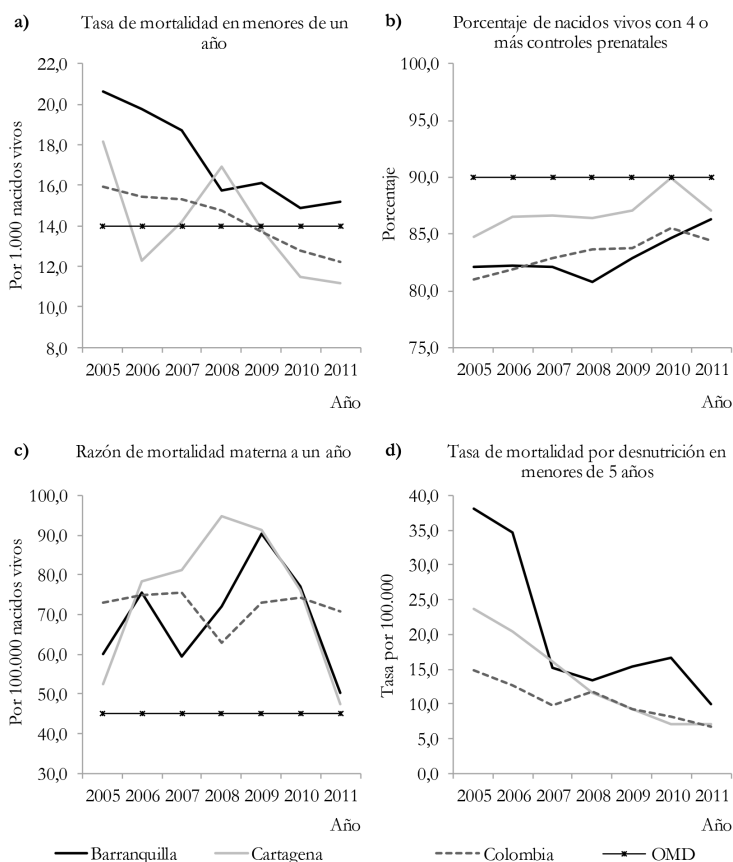 a)
Tasa de mortalidad en menores de un
año
Por 1.000 nacidos vivos
22,0
20,0
18,0
16,0
14,0
12,0
10,0
8,0
2005 2006 2007 2008 2009 2010 2011
Año
b)
Porcentaje de nacidos vivos con 4 o
más controles prenatales
Porcentaje
100,0
95,0
90,0
85,0
80,0
75,0
2005 2006 2007 2008 2009 2010 2011
Año
c)
Razón de mortalidad materna a un año
Por 100.000 nacidos vivos
100,0
90,0
80,0
70,0
60,0
50,0
40,0
30,0
2005 2006 2007 2008 2009 2010 2011
Año
d)
Tasa de mortalidad por desnutrición en
menores de 5 años
Tasa por 100.000
40,0
35,0
30,0
25,0
20,0
15,0
10,0
5,0
0,0
2005 2006 2007 2008 2009 2010 2011
Año
Barranquilla Cartagena Colombia OMD